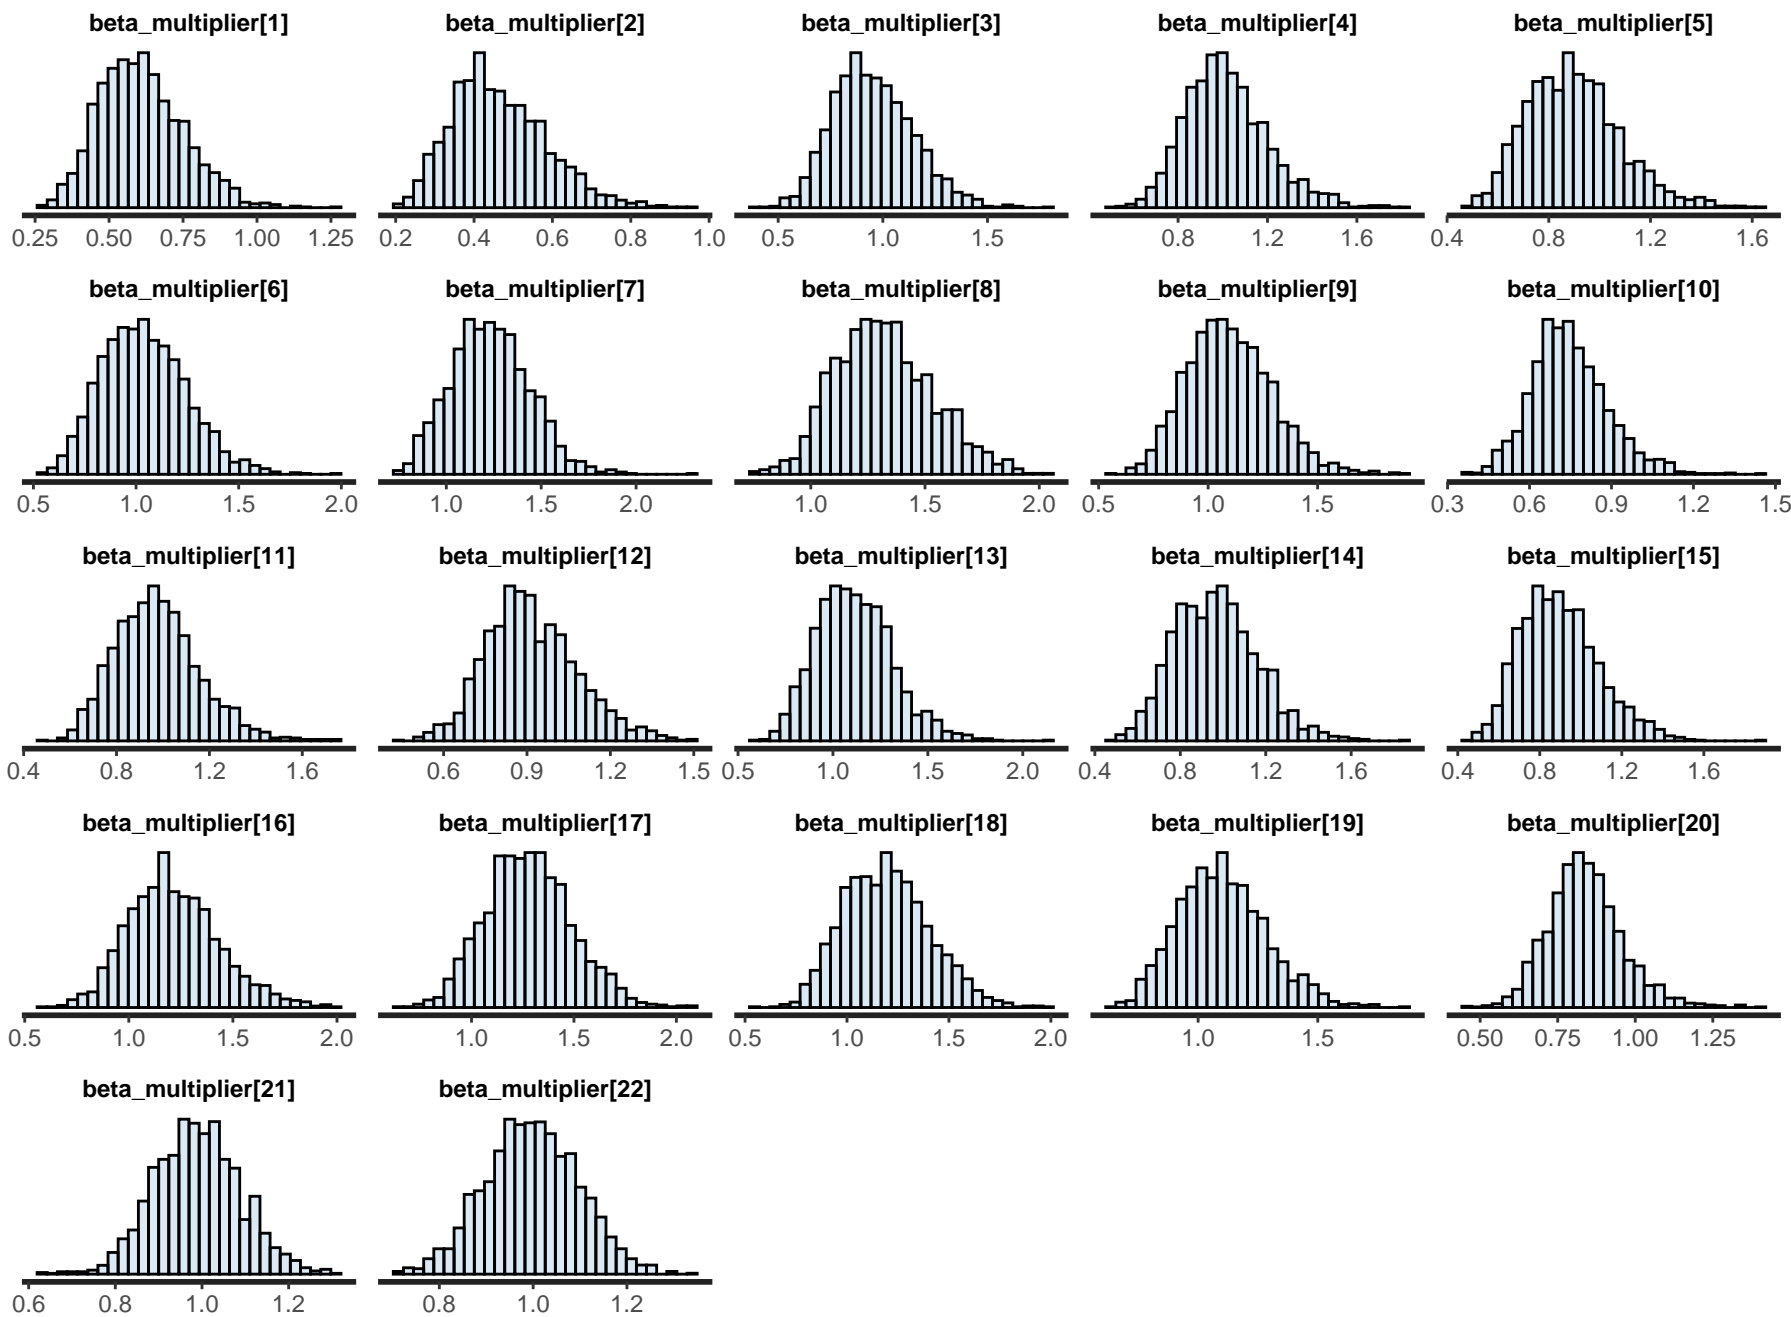 beta_multiplier[1] beta_multiplier[2] beta_multiplier[3] beta_multiplier[4] beta_multiplier[5]
0.25 0.50 0.75 1.00 1.25 0.2 0.4 0.6 0.8 1.0 0.5 1.0 1.5 0.8 1.2 1.6 0.4 0.8 1.2 1.6
beta_multiplier[6] beta_multiplier[7] beta_multiplier[8] beta_multiplier[9] beta_multiplier[10]
0.5 1.0 1.5 2.0 1.0 1.5 2.0 1.0 1.5 2.0 0.5 1.0 1.5 0.3 0.6 0.9 1.2 1.5
beta_multiplier[11] beta_multiplier[12] beta_multiplier[13] beta_multiplier[14] beta_multiplier[15]
0.4 0.8 1.2 1.6 0.6 0.9 1.2 1.5 0.5 1.0 1.5 2.0 0.4 0.8 1.2 1.6 0.4 0.8 1.2 1.6
beta_multiplier[16] beta_multiplier[17] beta_multiplier[18] beta_multiplier[19] beta_multiplier[20]
0.5 1.0 1.5 2.0 1.0 1.5 2.0 0.5 1.0 1.5 2.0 1.0 1.5 0.50 0.75 1.00 1.25
beta_multiplier[21] beta_multiplier[22]
0.6 0.8 1.0 1.2 0.8 1.0 1.2